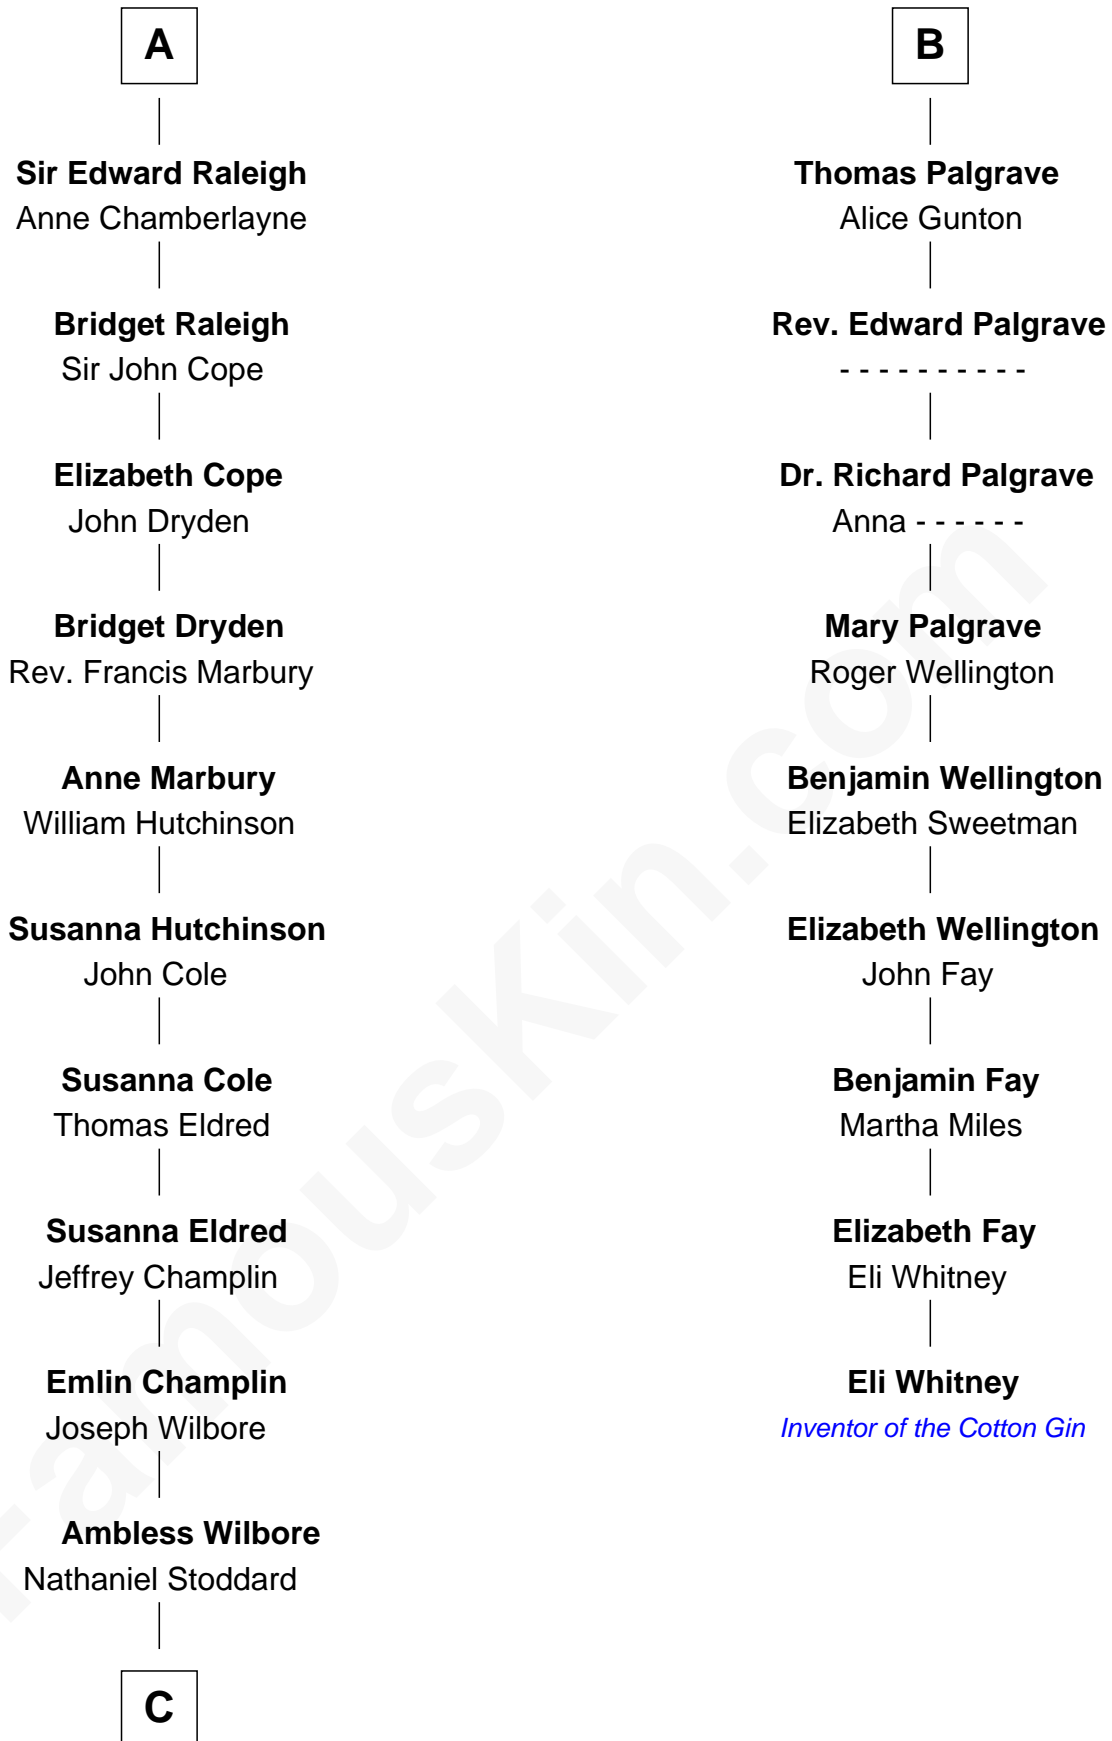 A
Sir Edward Raleigh
Anne Chamberlayne
Bridget Raleigh
Sir John Cope
Elizabeth Cope
John Dryden
Bridget Dryden
Rev. Francis Marbury
Anne Marbury
William Hutchinson
Susanna Hutchinson
John Cole
Susanna Cole
Thomas Eldred
Susanna Eldred
Jeffrey Champlin
Emlin Champlin
Joseph Wilbore
Ambless Wilbore
Nathaniel Stoddard
C
B
Thomas Palgrave
Alice Gunton
Rev. Edward Palgrave
- - - - - - - - - -
Dr. Richard Palgrave
Anna - - - - - -
Mary Palgrave
Roger Wellington
Benjamin Wellington
Elizabeth Sweetman
Elizabeth Wellington
John Fay
Benjamin Fay
Martha Miles
Elizabeth Fay
Eli Whitney
Eli Whitney
Inventor of the Cotton Gin
FamousKin.com